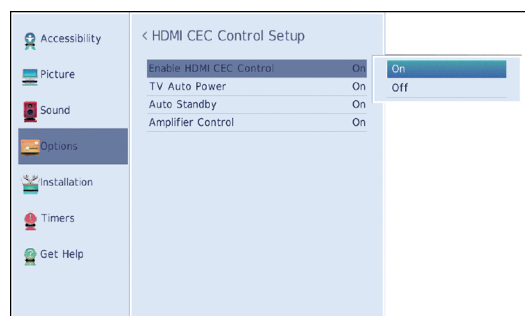 Accessibility
Picture
Sound
Options
Installation
Timers
Get Help
< HDMI CEC Control Setup
Enable HDMI CEC Control On
TV Auto Power On
Auto Standby On
Amplifier Control On
On
Off